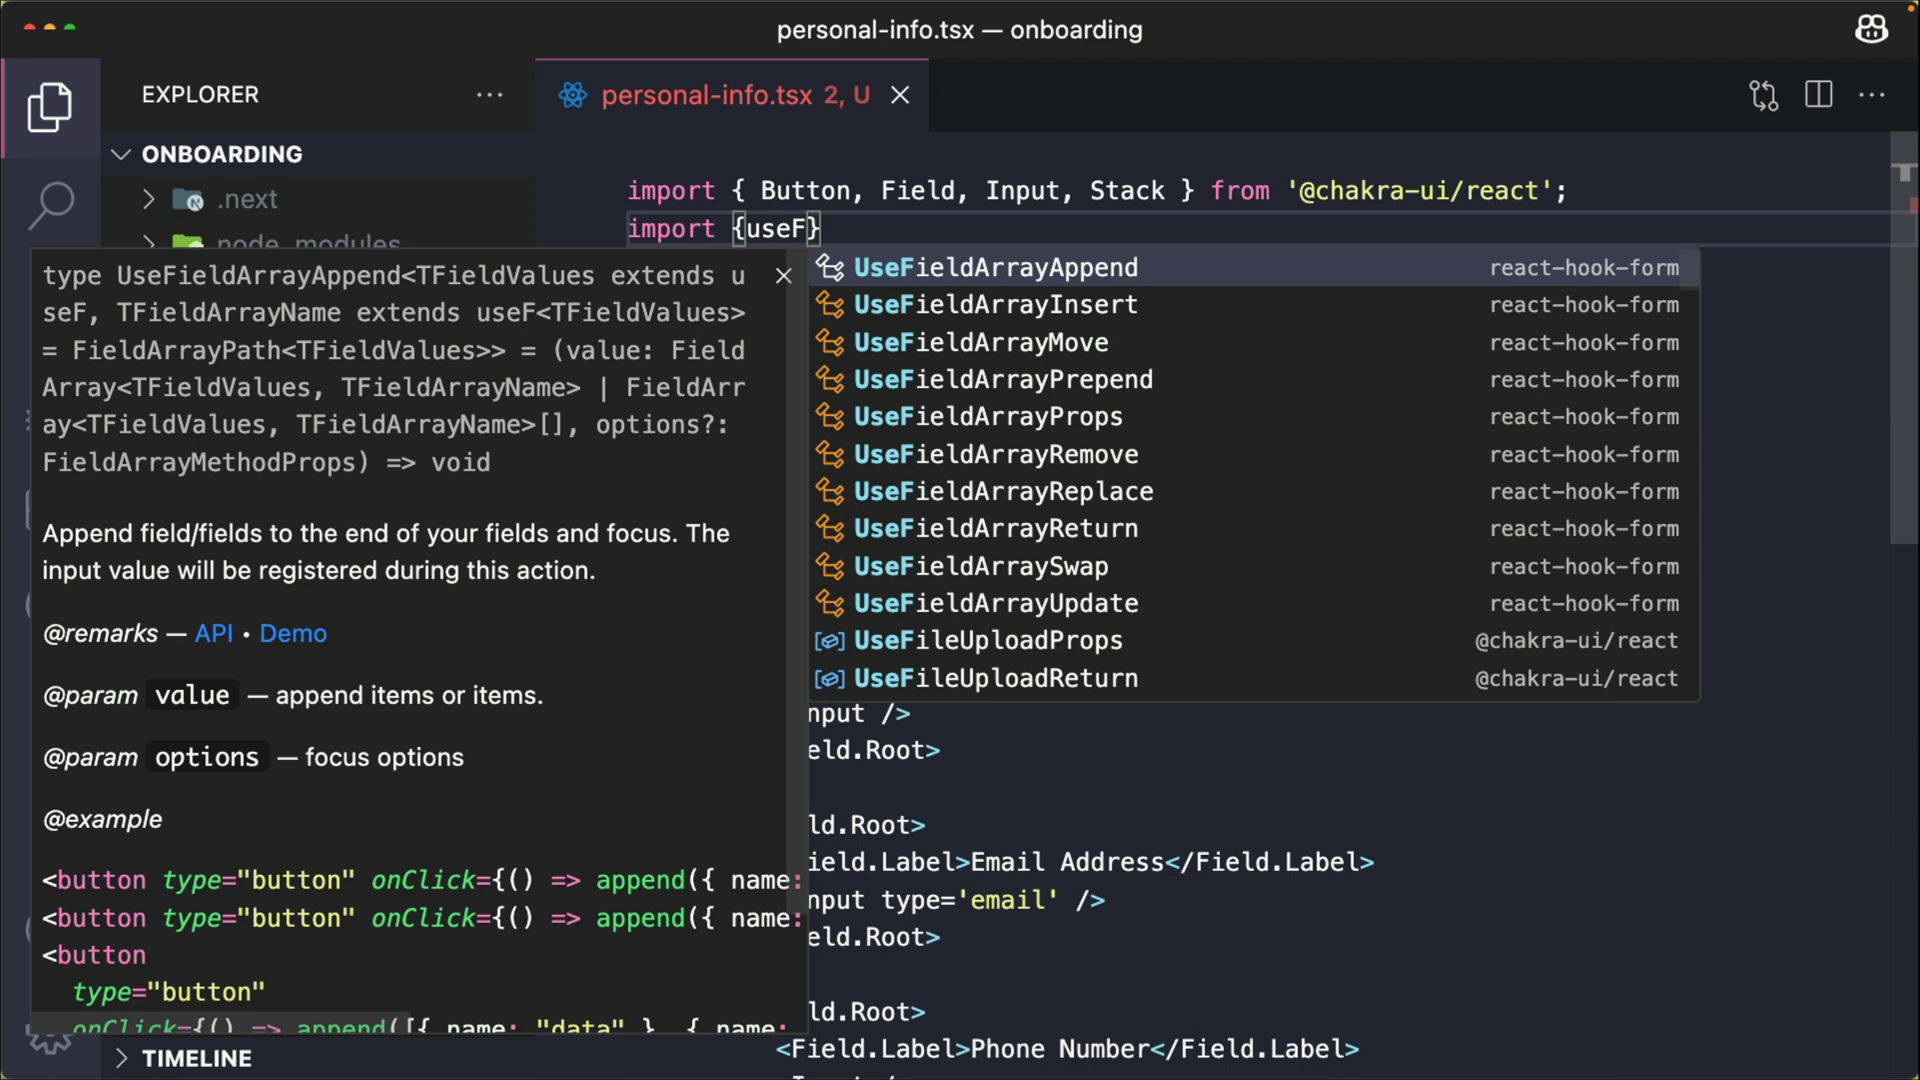 personal-info.tsx — onboarding
EXPLORER
personal-info.tsx 2, U
ONBOARDING
.next
node_modules
import { Button, Field, Input, Stack } from '@chakra-ui/react';
import {useF}
type UseFieldArrayAppend<TFieldValues extends u
seF, TFieldArrayName extends useF<TFieldValues>
= FieldArrayPath<TFieldValues>> = (value: Field
Array<TFieldValues, TFieldArrayName> | FieldArr
ay<TFieldValues, TFieldArrayName>[], options?:
FieldArrayMethodProps) => void
Append field/fields to the end of your fields and focus. The
input value will be registered during this action.
@remarks — API • Demo
@param value — append items or items.
@param options — focus options
@example
<button type="button" onClick={() => append({ name:
<button type="button" onClick={() => append({ name:
<button
type="button"
onClick={() => append([{ name: "data" }, { name:
UseFieldArrayAppend react-hook-form
UseFieldArrayInsert react-hook-form
UseFieldArrayMove react-hook-form
UseFieldArrayPrepend react-hook-form
UseFieldArrayProps react-hook-form
UseFieldArrayRemove react-hook-form
UseFieldArrayReplace react-hook-form
UseFieldArrayReturn react-hook-form
UseFieldArraySwap react-hook-form
UseFieldArrayUpdate react-hook-form
UseFileUploadProps @chakra-ui/react
UseFileUploadReturn @chakra-ui/react
nput />
eld.Root>
ld.Root>
ield.Label>Email Address</Field.Label>
nput type='email' />
eld.Root>
ld.Root>
<Field.Label>Phone Number</Field.Label>
TIMELINE